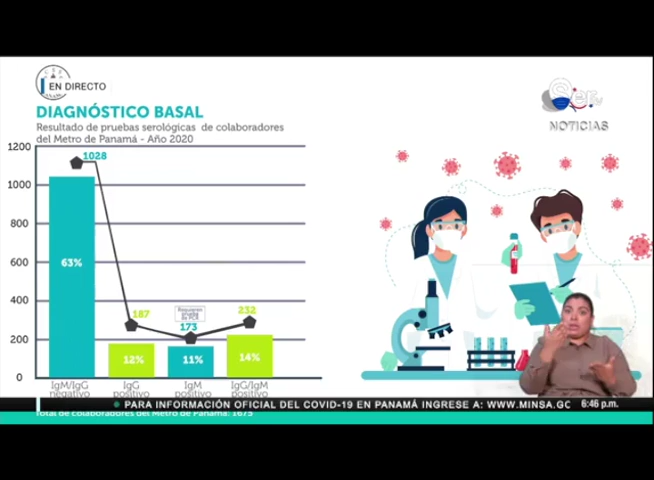 EN DIRECTO
DIAGNÓSTICO BASAL
Resultado de pruebas serológicas de colaboradores
del Metro de Panamá - Año 2020
NOTICIAS
1200
1000
800
600
400
200
0
1028
187
173
232
63%
12%
11%
14%
IgM/IgG
negativo
IgG
positivo
IgM
positivo
IgG/IgM
positivo
Total de colaboradores del Metro de Panamá: 1675
PARA INFORMACIÓN OFICIAL DEL COVID-19 EN PANAMÁ INGRESE A: WWW.MINSA.GO
6:46 p.m.